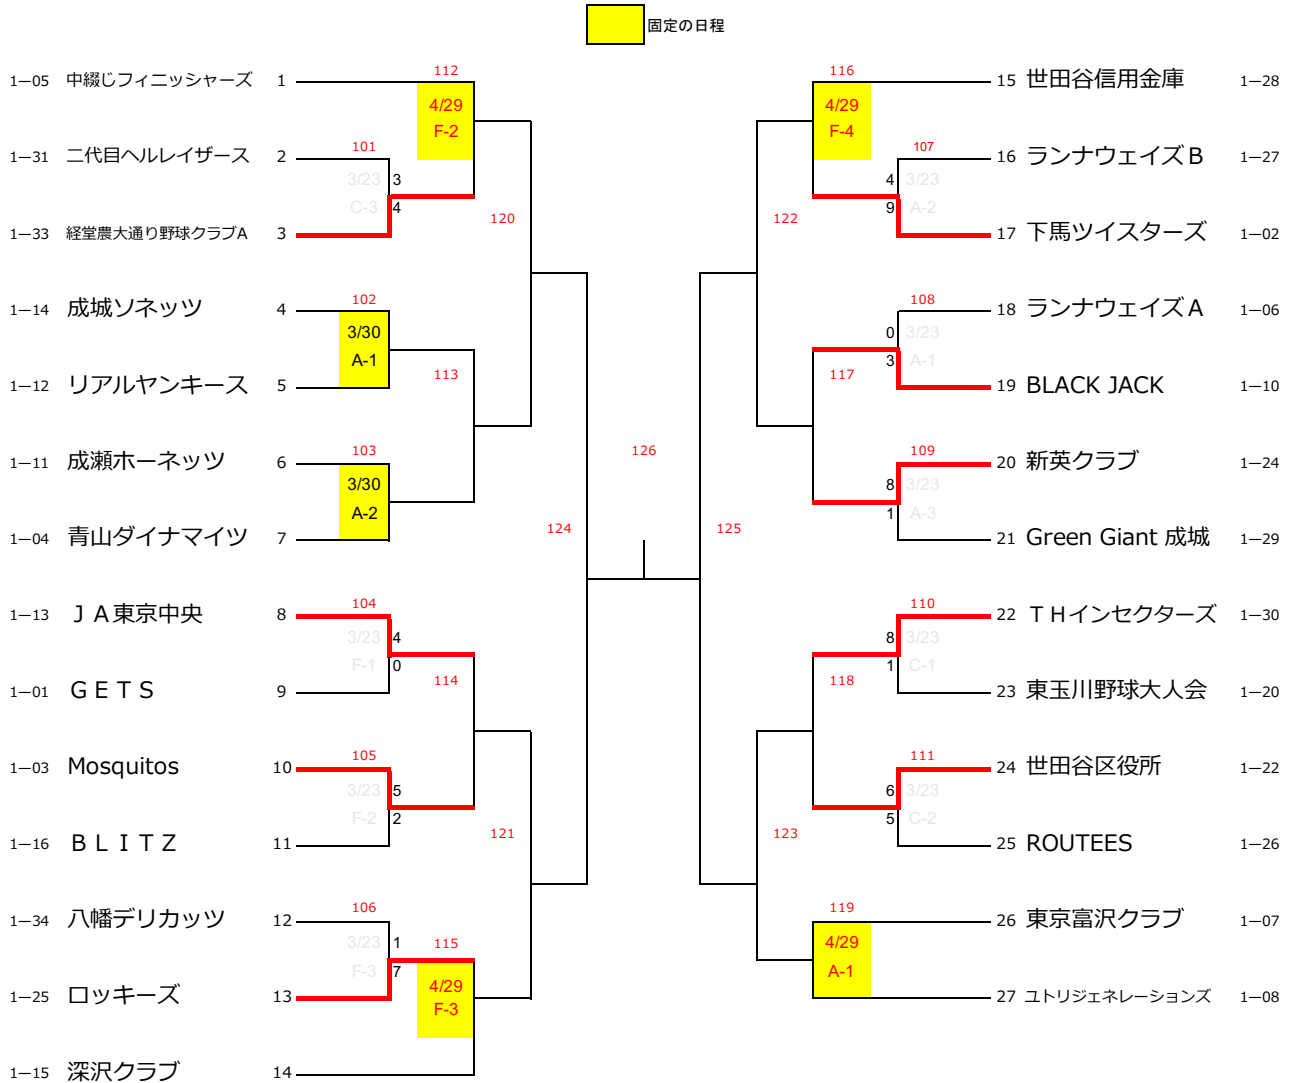 固定の日程
1—05 中綴じフィニッシャーズ 1
112
4/29
F-2
1—31 二代目ヘルレイザース 2
101
3/23
C-3
3
4
1—33 経堂農大通り野球クラブA 3
120
1—14 成城ソネッツ 4
102
3/30
A-1
1—12 リアルヤンキース 5
113
1—11 成瀬ホーネッツ 6
103
3/30
A-2
1—04 青山ダイナマイツ 7
124
1—13 ＪＡ東京中央 8
104
3/23
F-1
4
0
1—01 ＧＥＴＳ 9
114
1—03 Mosquitos 10
105
3/23
F-2
5
2
1—16 ＢＬＩＴＺ 11
121
1—34 八幡デリカッツ 12
106
3/23
F-3
1
7
1—25 ロッキーズ 13
115
4/29
F-3
1—15 深沢クラブ 14
126
116
4/29
F-4
15 世田谷信用金庫 1—28
107
4
9
3/23
A-2
16 ランナウェイズＢ 1—27
122
17 下馬ツイスターズ 1—02
108
0
3
3/23
A-1
18 ランナウェイズＡ 1—06
117
19 BLACK JACK 1—10
109
8
1
3/23
A-3
20 新英クラブ 1—24
125
21 Green Giant 成城 1—29
110
8
1
3/23
C-1
22 ＴＨインセクターズ 1—30
118
23 東玉川野球大人会 1—20
111
6
5
3/23
C-2
24 世田谷区役所 1—22
123
25 ROUTEES 1—26
119
4/29
A-1
26 東京富沢クラブ 1—07
27 ユトリジェネレーションズ 1—08